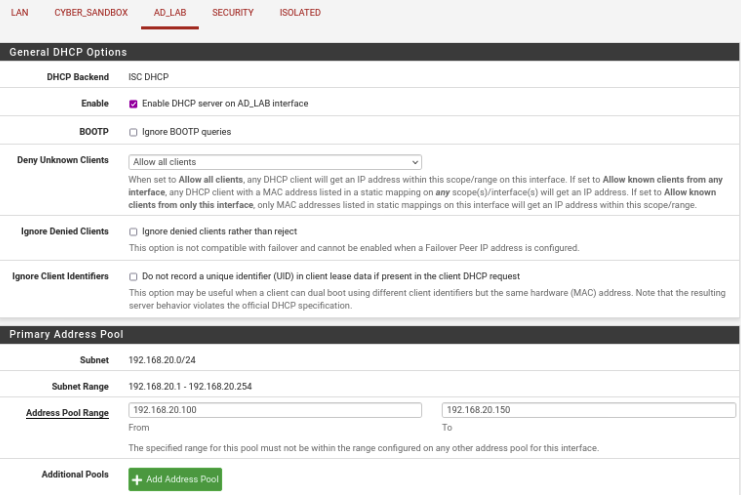 LAN CYBER_SANDBOX AD_LAB SECURITY ISOLATED
General DHCP Options
DHCP Backend ISC DHCP
Enable Enable DHCP server on AD_LAB interface
BOOTP Ignore BOOTP queries
Deny Unknown Clients Allow all clients
When set to Allow all clients, any DHCP client will get an IP address within this scope/range on this interface. If set to Allow known clients from any
interface, any DHCP client with a MAC address listed in a static mapping on any scope(s)/interface(s) will get an IP address. If set to Allow known
clients from only this interface, only MAC addresses listed in static mappings on this interface will get an IP address within this scope/range.
Ignore Denied Clients Ignore denied clients rather than reject
This option is not compatible with failover and cannot be enabled when a Failover Peer IP address is configured.
Ignore Client Identifiers Do not record a unique identifier (UID) in client lease data if present in the client DHCP request
This option may be useful when a client can dual boot using different client identifiers but the same hardware (MAC) address. Note that the resulting
server behavior violates the official DHCP specification.
Primary Address Pool
Subnet 192.168.20.0/24
Subnet Range 192.168.20.1 - 192.168.20.254
Address Pool Range 192.168.20.100 192.168.20.150
From To
The specified range for this pool must not be within the range configured on any other address pool for this interface.
Additional Pools Add Address Pool